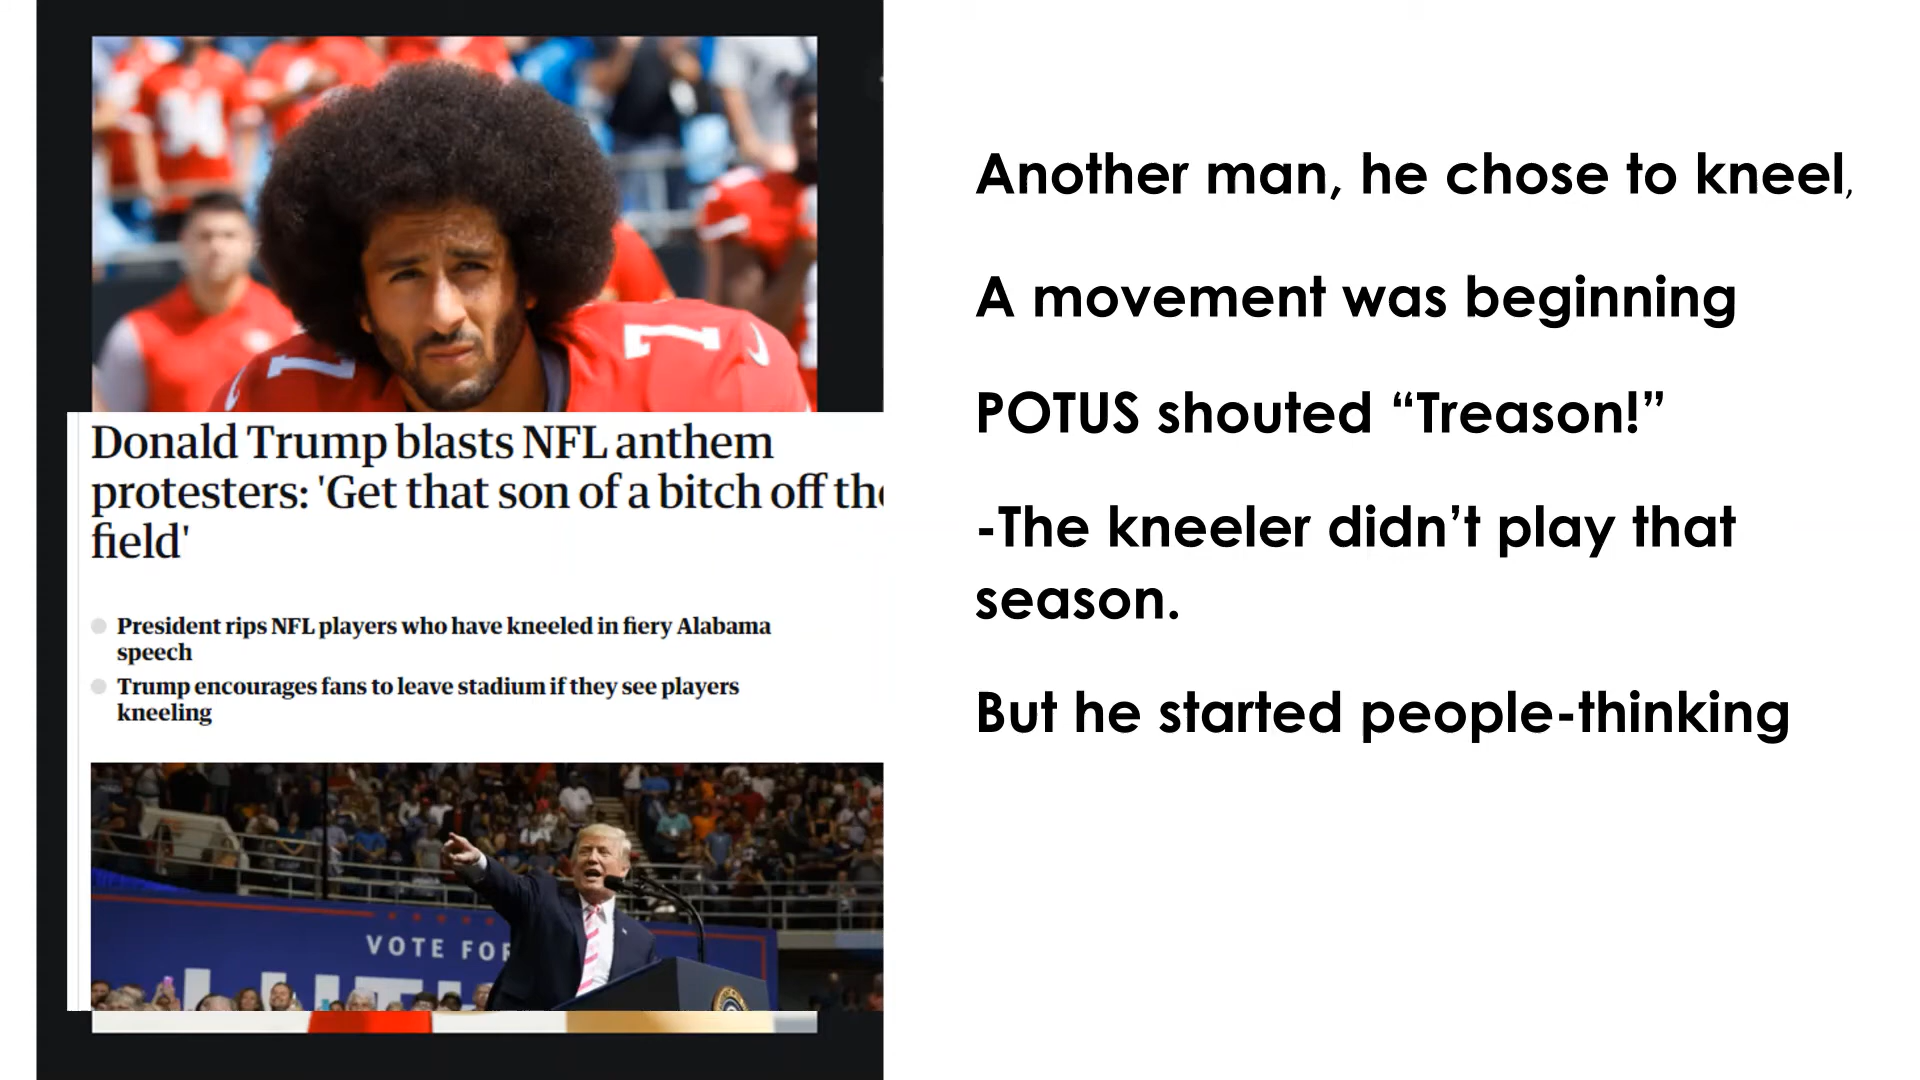 Donald Trump blasts NFL anthem
protesters: 'Get that son of a bitch off the
field'
President rips NFL players who have kneeled in fiery Alabama
speech
Trump encourages fans to leave stadium if they see players
kneeling
VOTE FOR
Another man, he chose to kneel,
A movement was beginning
POTUS shouted “Treason!”
-The kneeler didn’t play that
season.
But he started people-thinking